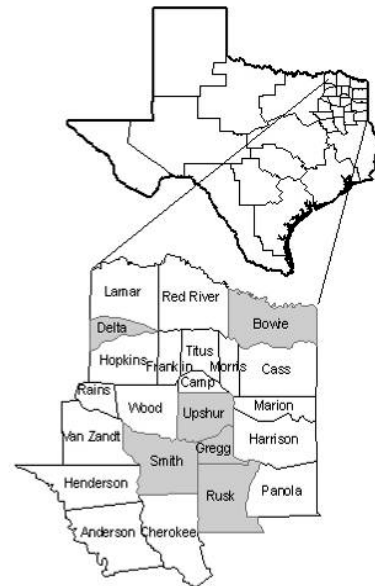 Lamar
Red River
Delta
Bowie
Hopkins
Franklin
Titus
Morris
Cass
Camp
Rains
Wood
Upshur
Marion
Van Zandt
Gregg
Harrison
Smith
Henderson
Rusk
Panola
Anderson
Cherokee